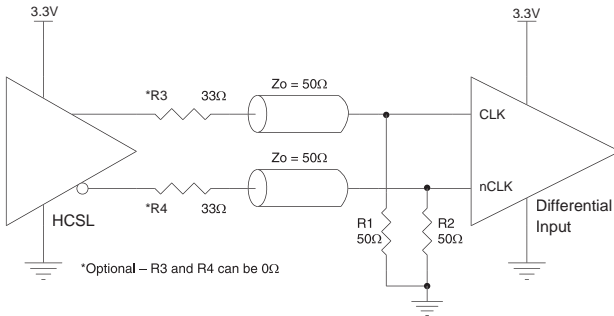 3.3V
3.3V
*R3
33Ω
Zo = 50Ω
CLK
Zo = 50Ω
nCLK
*R4
33Ω
HCSL
R1
50Ω
R2
50Ω
Differential
Input
*Optional – R3 and R4 can be 0Ω